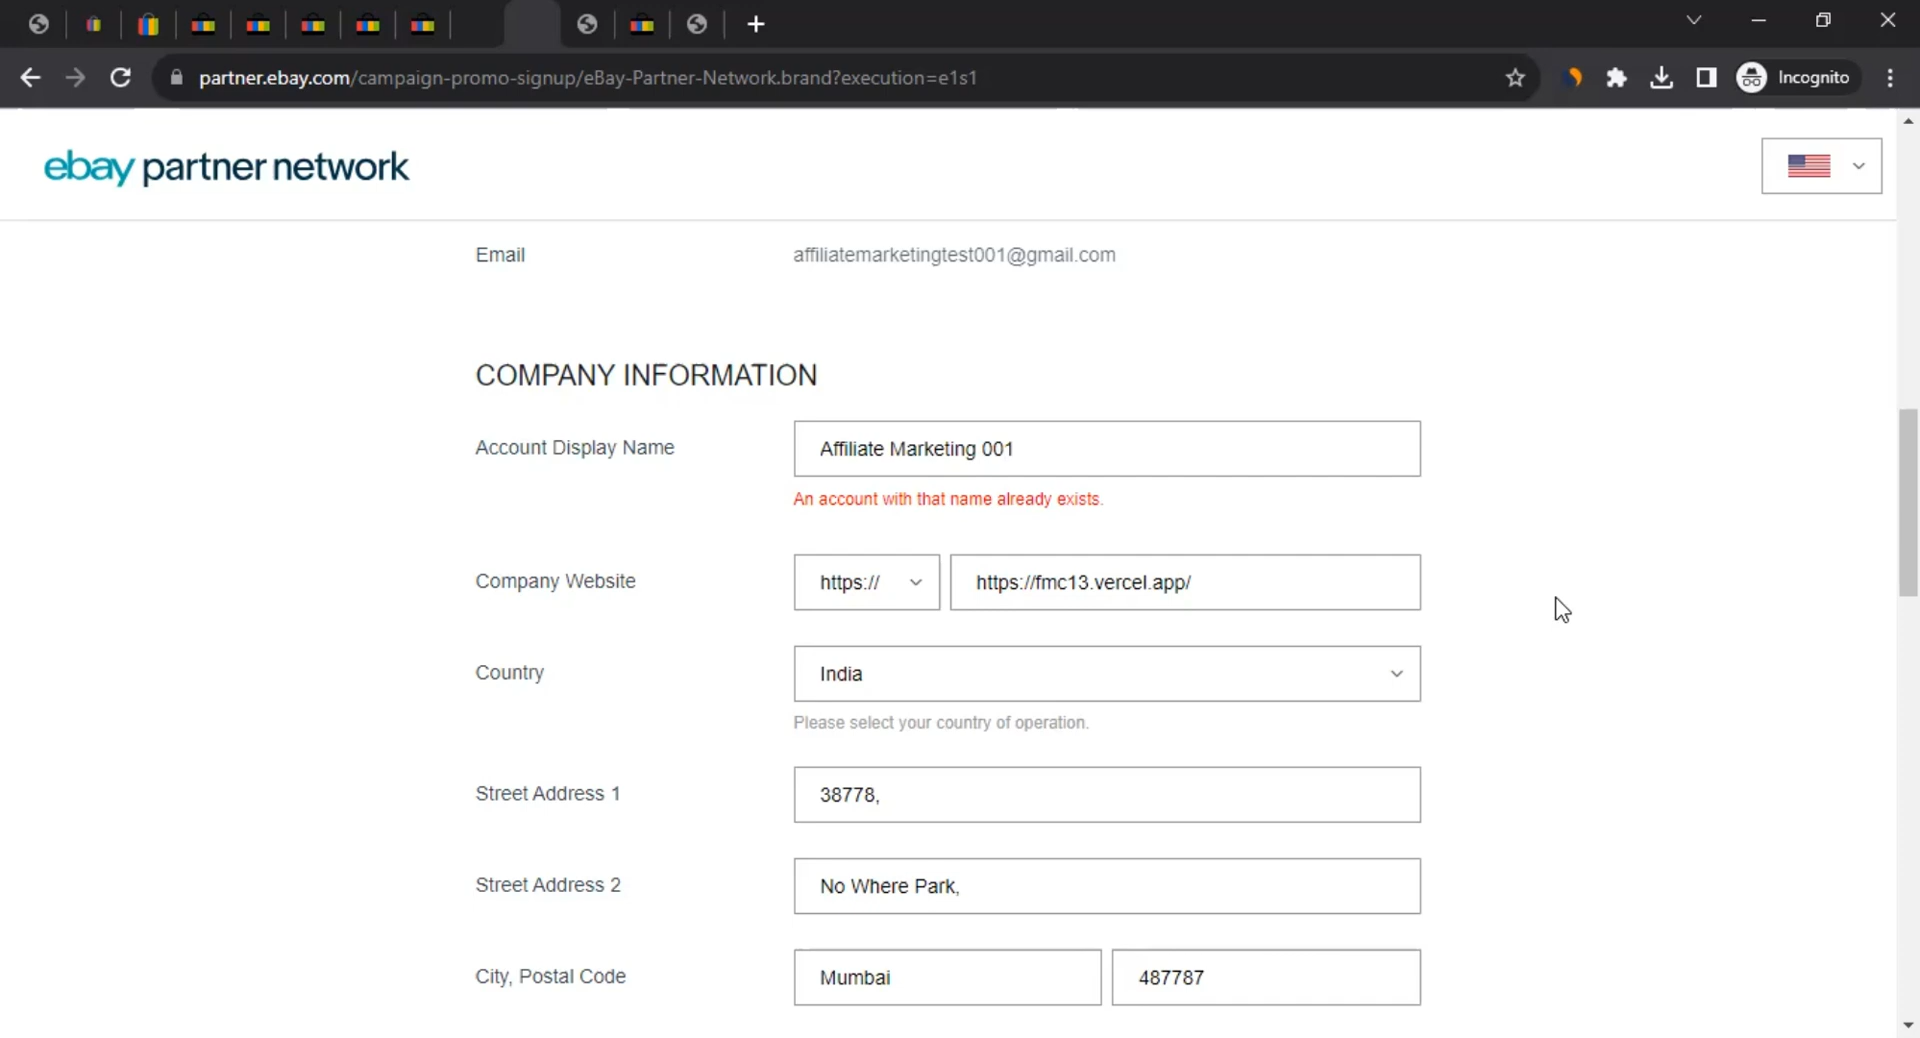 partner.ebay.com/campaign-promo-signup/eBay-Partner-Network.brand?execution=e1s1
Incognito
ebay partner network
Email
affiliatemarketingtest001@gmail.com
COMPANY INFORMATION
Account Display Name
Affiliate Marketing 001
An account with that name already exists.
Company Website
https://
https://fmc13.vercel.app/
Country
India
Please select your country of operation.
Street Address 1
38778,
Street Address 2
No Where Park,
City, Postal Code
Mumbai
487787